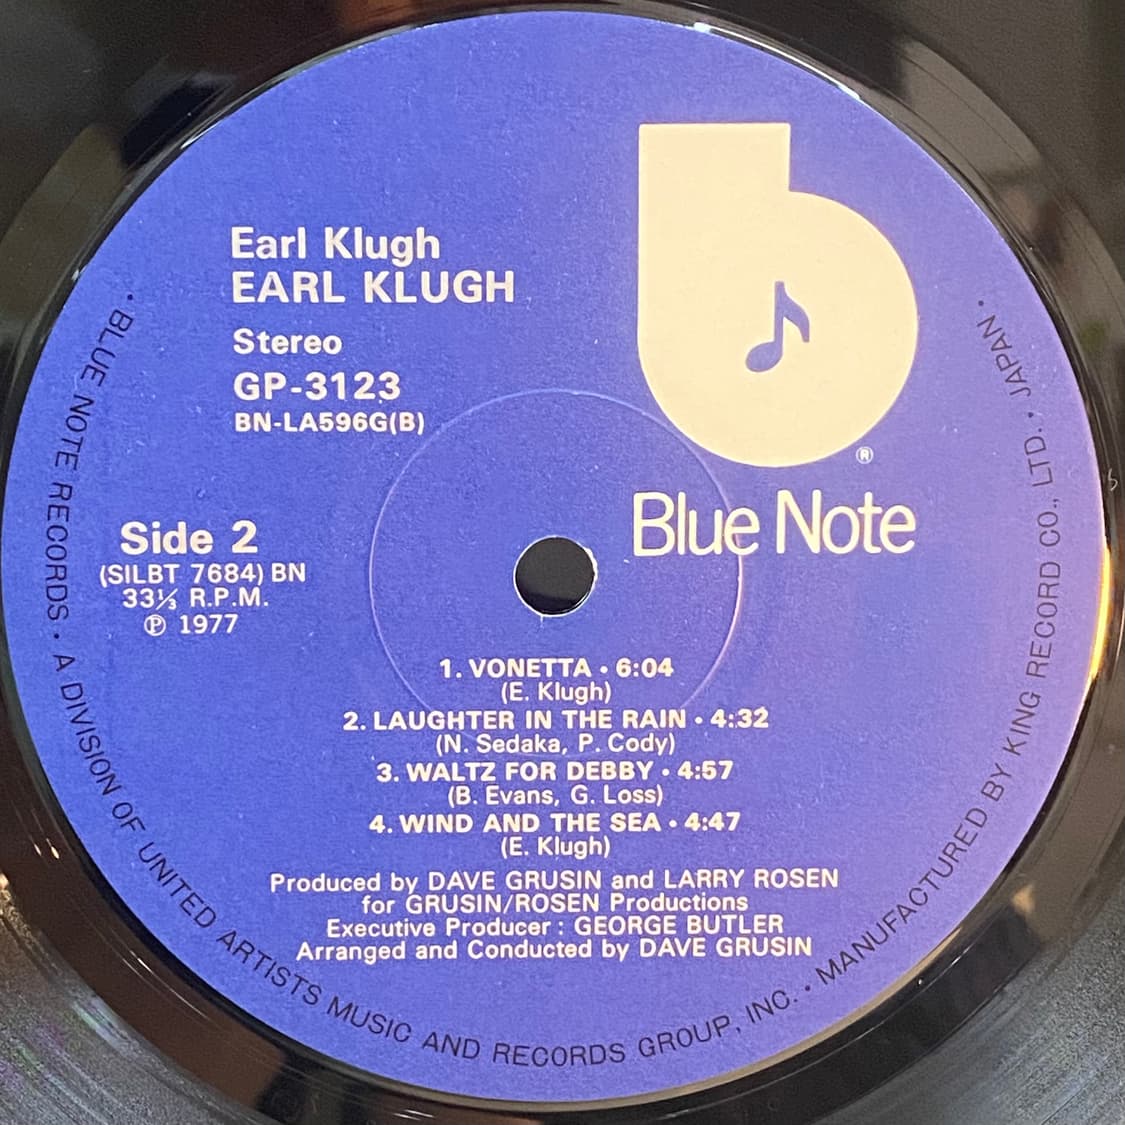 Earl Klugh
EARL KLUGH
Stereo
GP-3123
BN-LA596G(B)
®
Blue Note
Side 2
(SILBT 7684) BN
33⅓ R.P.M.
℗ 1977
1. VONETTA • 6:04
(E. Klugh)
2. LAUGHTER IN THE RAIN • 4:32
(N. Sedaka, P. Cody)
3. WALTZ FOR DEBBY • 4:57
(B. Evans, G. Loss)
4. WIND AND THE SEA • 4:47
(E. Klugh)
Produced by DAVE GRUSIN and LARRY ROSEN
for GRUSIN/ROSEN Productions
Executive Producer : GEORGE BUTLER
Arranged and Conducted by DAVE GRUSIN
• BLUE NOTE RECORDS • A DIVISION OF UNITED ARTISTS MUSIC AND RECORDS GROUP, INC. • MANUFACTURED BY KING RECORD CO., LTD. • JAPAN •